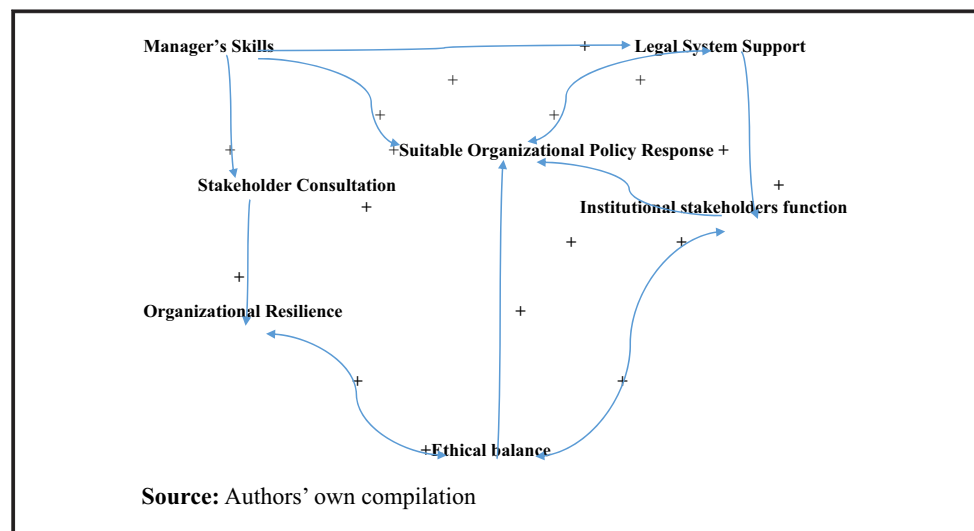 Manager's Skills + Legal System Support
+ +
+ +
+ +Suitable Organizational Policy Response +
Stakeholder Consultation +
+ Institutional stakeholders function
+ +
+
Organizational Resilience +
+ +
+Ethical balance
Source: Authors' own compilation